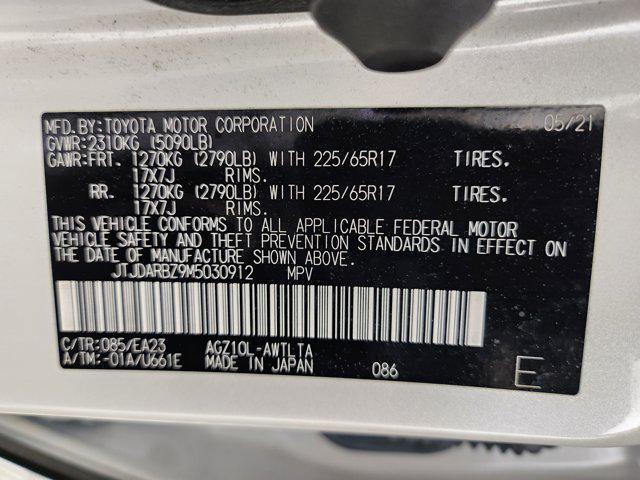 MFD.BY:TOYOTA MOTOR CORPORATION 05/21
GVWR:2310KG (5090LB)
GAWR:FRT. 1270KG (2790LB) WITH 225/65R17 TIRES.
17X7J RIMS.
RR. 1270KG (2790LB) WITH 225/65R17 TIRES.
17X7J RIMS.
THIS VEHICLE CONFORMS TO ALL APPLICABLE FEDERAL MOTOR
VEHICLE SAFETY AND THEFT PREVENTION STANDARDS IN EFFECT ON
THE DATE OF MANUFACTURE SHOWN ABOVE.
JTJDARBZ9M5030912 MPV
C/TR:085/EA23 AGZ10L-AWTLTA
A/TM:-01A/U661E MADE IN JAPAN 086 E